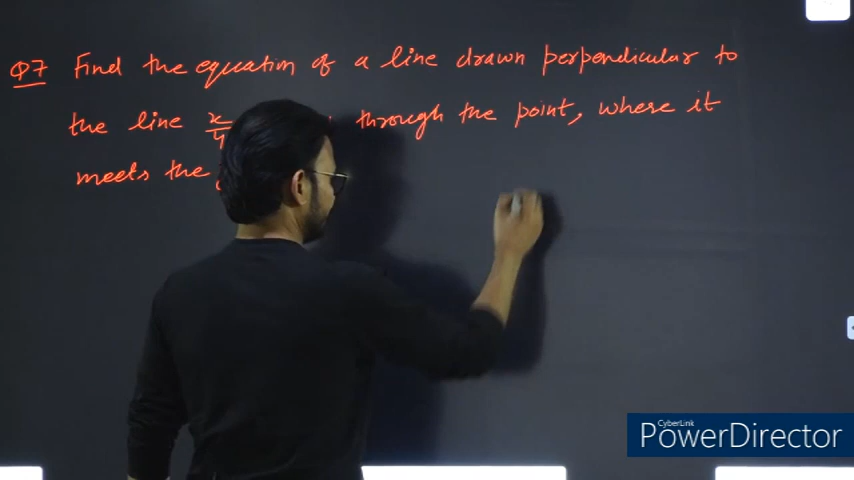 Q7 Find the equation of a line drawn perpendicular to
the line x/4 through the point, where it
meets the
CyberLink
PowerDirector